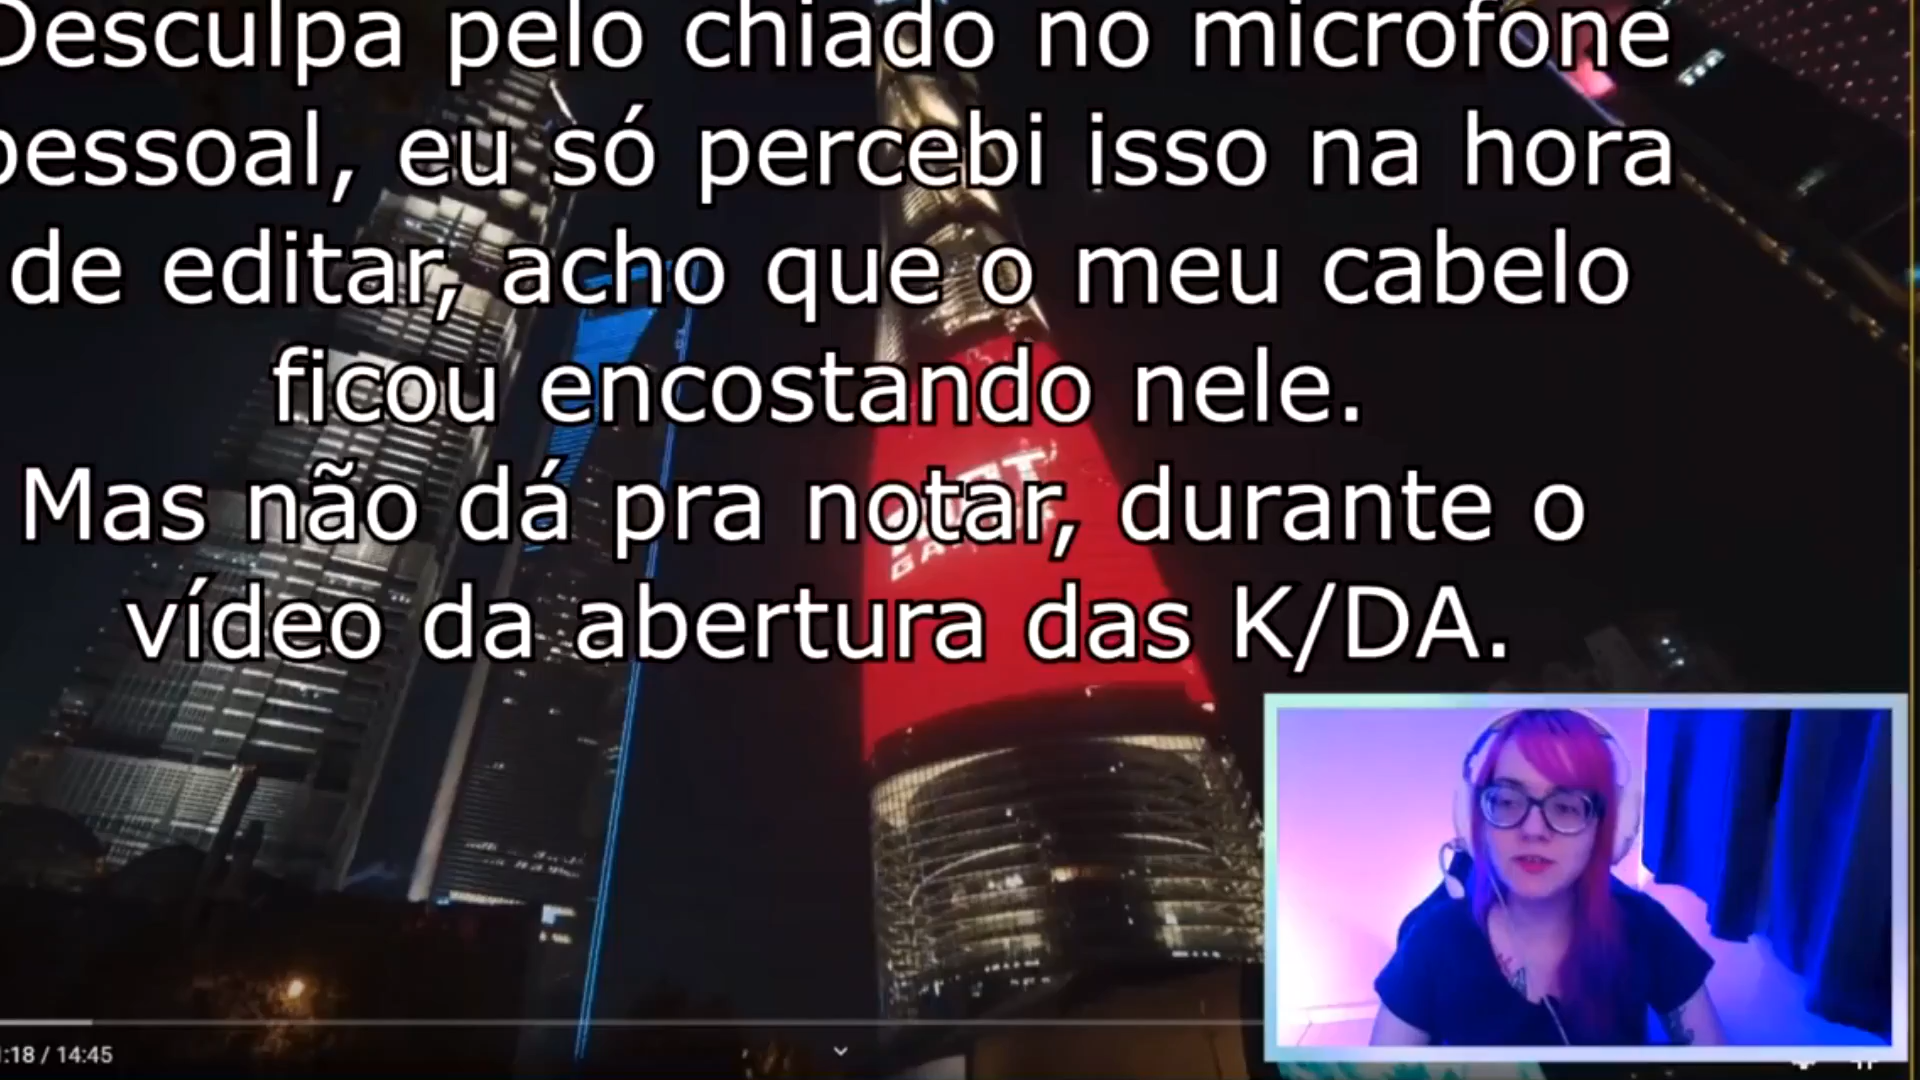 Desculpa pelo chiado no microfone
pessoal, eu só percebi isso na hora
de editar, acho que o meu cabelo
ficou encostando nele.
Mas não dá pra notar, durante o
vídeo da abertura das K/DA.
:18 / 14:45